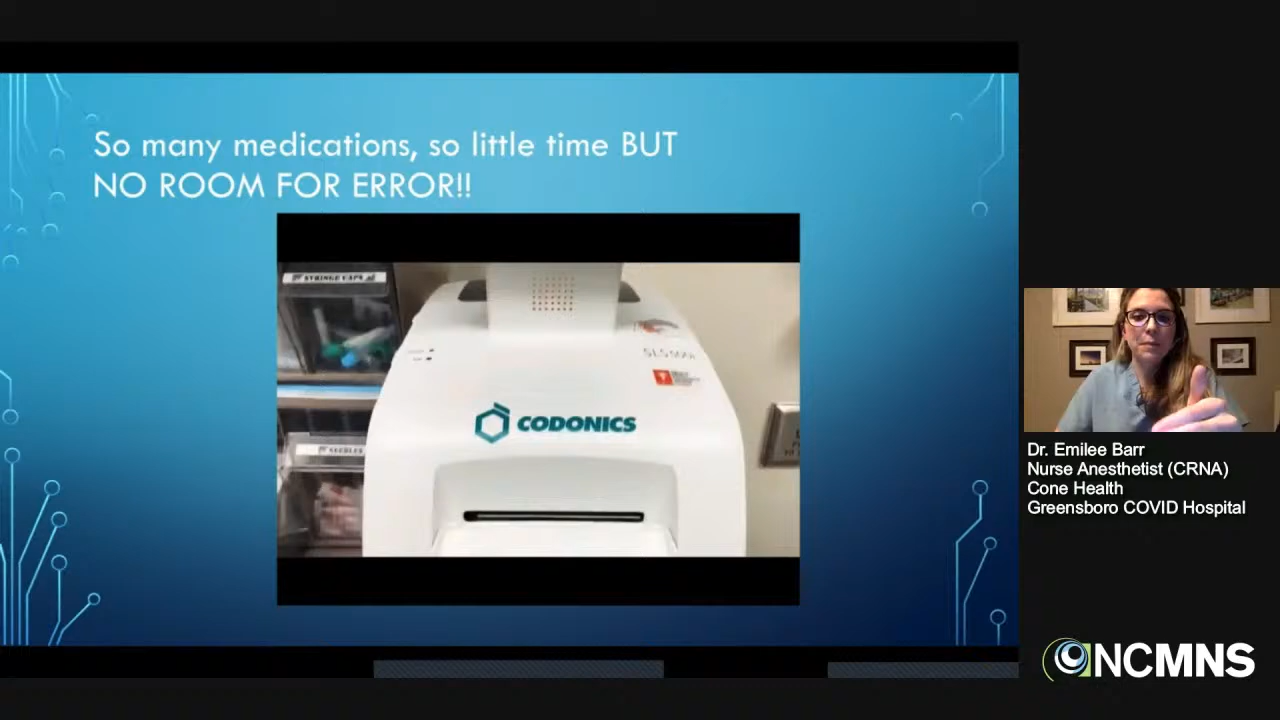 So many medications, so little time BUT
NO ROOM FOR ERROR!!
SYRINGE CAPS
SLS500i
CODONICS
NEEDLES
Dr. Emilee Barr
Nurse Anesthetist (CRNA)
Cone Health
Greensboro COVID Hospital
NCMNS